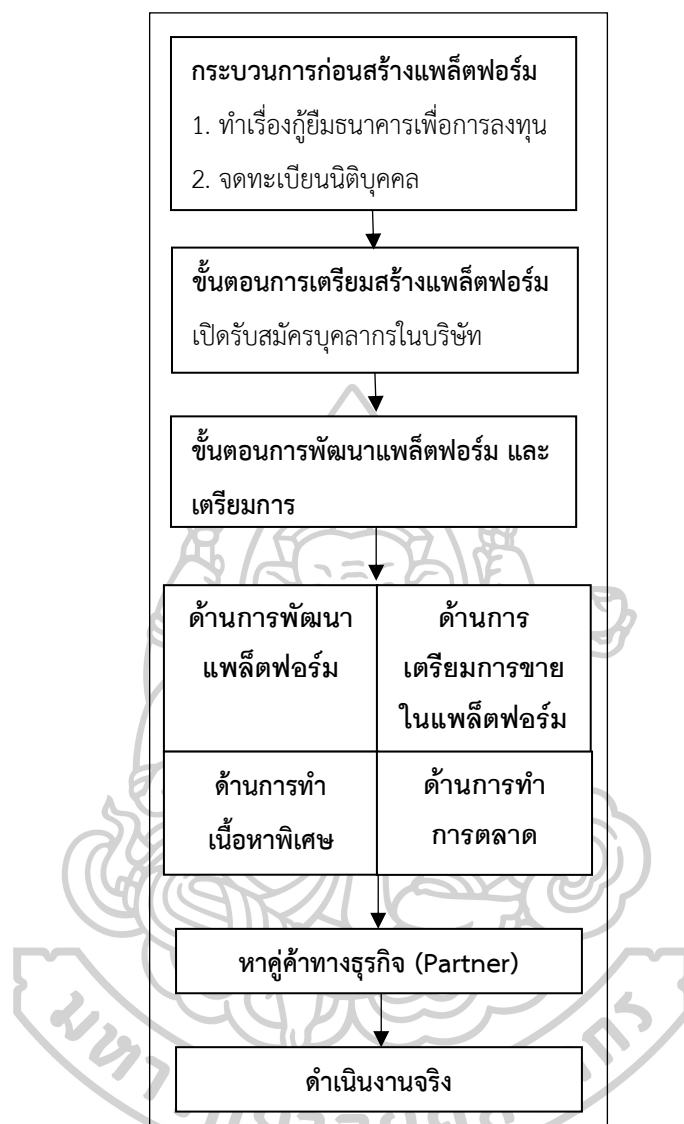 กระบวนการก่อนสร้างแพล็ตฟอร์ม
1. ทำเรื่องกู้ยืมธนาคารเพื่อการลงทุน
2. จดทะเบียนนิติบุคคล
ขั้นตอนการเตรียมสร้างแพล็ตฟอร์ม
เปิดรับสมัครบุคลากรในบริษัท
ขั้นตอนการพัฒนาแพล็ตฟอร์ม และ
เตรียมการ
ด้านการพัฒนา
แพล็ตฟอร์ม
ด้านการ
เตรียมการขาย
ในแพล็ตฟอร์ม
ด้านการทำ
เนื้อหาพิเศษ
ด้านการทำ
การตลาด
หาคู่ค้าทางธุรกิจ (Partner)
ดำเนินงานจริง